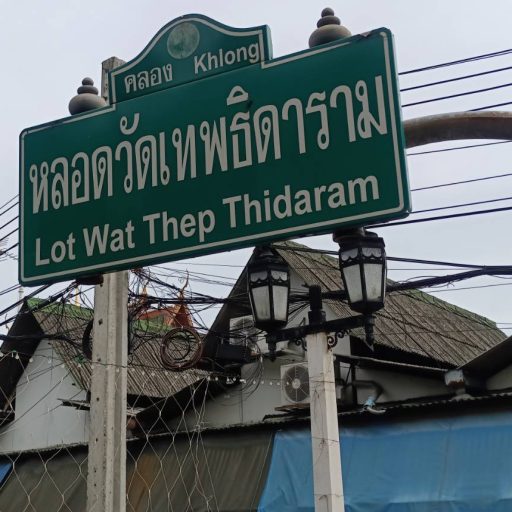 คลอง Khlong
หลอดวัดเทพธิดาราม
Lot Wat Thep Thidaram